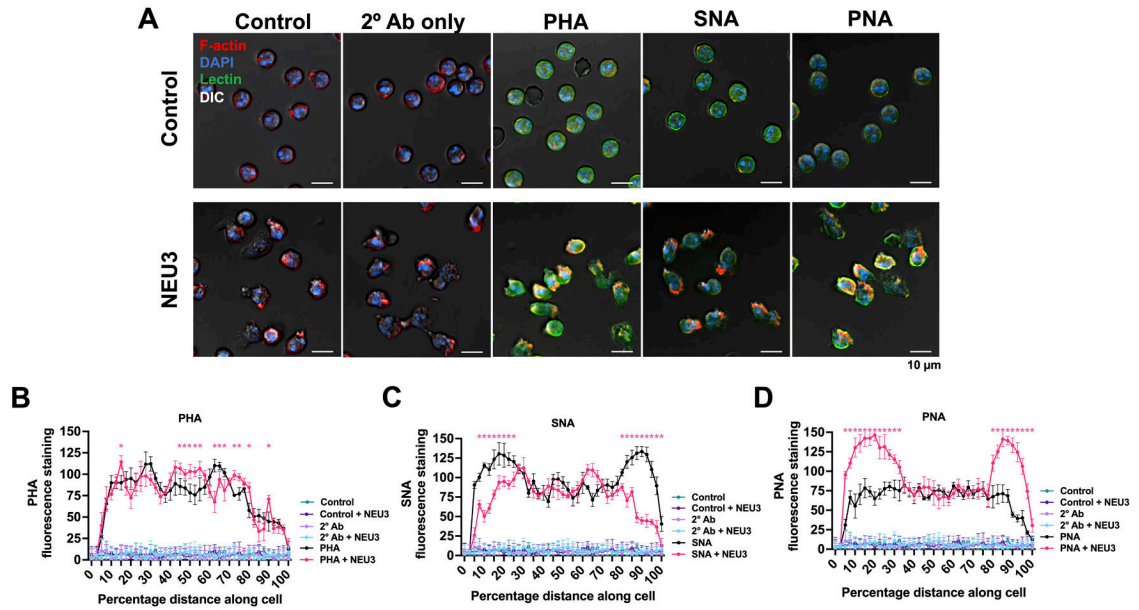 A
Control
2º Ab only
PHA
SNA
PNA
F-actin
DAPI
Lectin
DIC
Control
NEU3
10 µm
B
PHA
PHA
fluorescence staining
150
125
100
75
50
25
0
0 10 20 30 40 50 60 70 80 90 100
Percentage distance along cell
Control
Control + NEU3
2° Ab
2° Ab + NEU3
PHA
PHA + NEU3
C
SNA
SNA
fluorescence staining
150
125
100
75
50
25
0
0 10 20 30 40 50 60 70 80 90 100
Percentage distance along cell
Control
Control + NEU3
2° Ab
2° Ab + NEU3
SNA
SNA + NEU3
D
PNA
PNA
fluorescence staining
150
125
100
75
50
25
0
0 10 20 30 40 50 60 70 80 90 100
Percentage distance along cell
Control
Control + NEU3
2° Ab
2° Ab + NEU3
PNA
PNA + NEU3